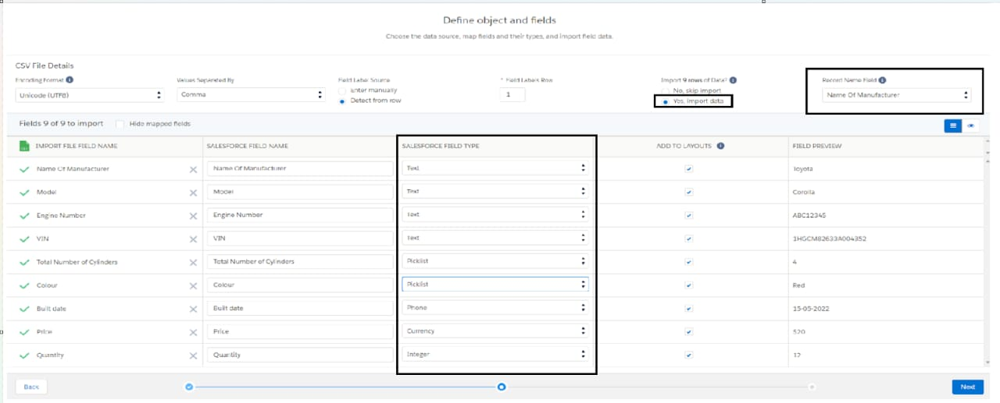 Define object and fields
Choose the data source, map fields and their types, and import field data.
CSV File Details
Encoding Format Values Separated By Field Label Source * Field Labels Row Import 9 rows of Data? Record Name Field
Unicode (UTF8) Comma Enter manually 1 No, skip import Name Of Manufacturer
Detect from row Yes, import data
Fields 9 of 9 to import Hide mapped fields
IMPORT FILE FIELD NAME SALESFORCE FIELD NAME SALESFORCE FIELD TYPE ADD TO LAYOUTS FIELD PREVIEW
Name Of Manufacturer Name Of Manufacturer Text Toyota
Model Model Text Corolla
Engine Number Engine Number Text ABC12345
VIN VIN Text 1HGCM82633A004352
Total Number of Cylinders Total Number of Cylinders Picklist 4
Colour Colour Picklist Red
Built date Built date Phone 15-05-2022
Price Price Currency 520
Quantity Quantity Integer 12
Back Next